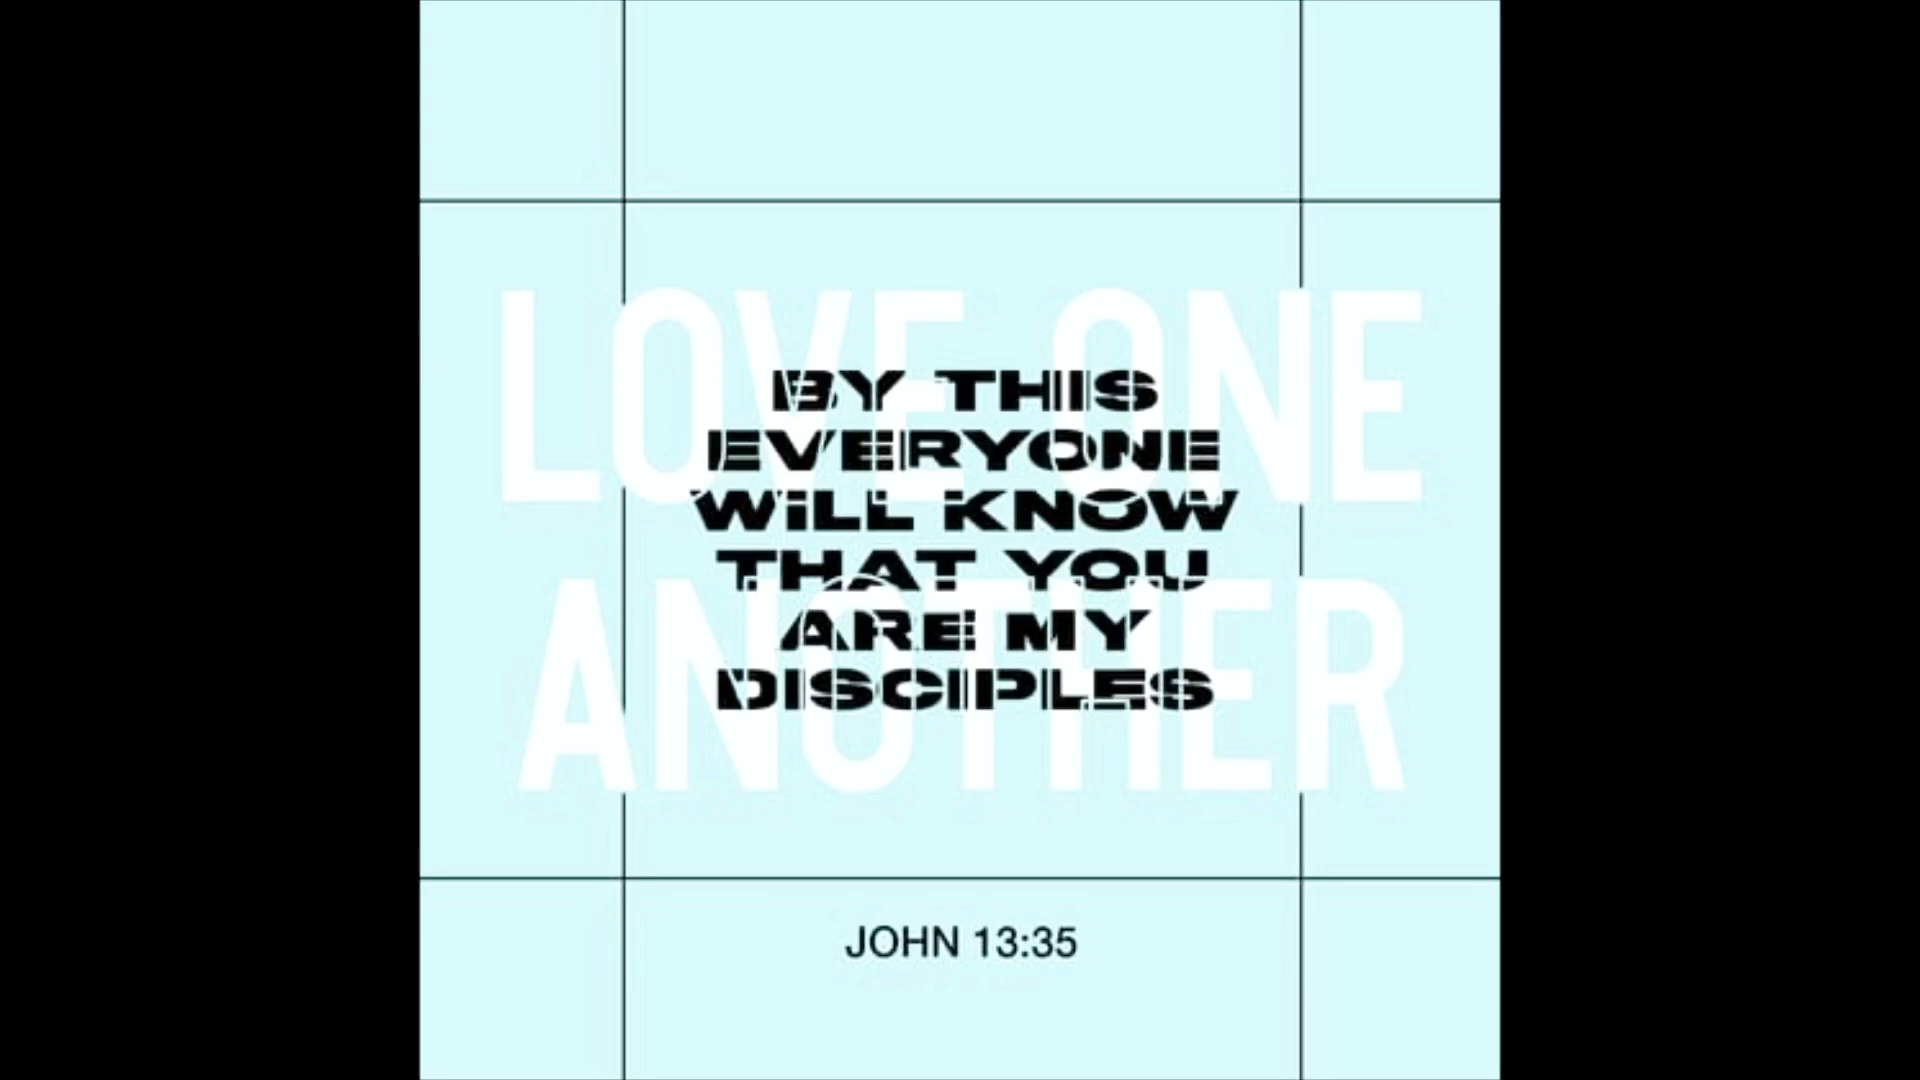 LOVE ONE
ANOTHER
BY THIS
EVERYONE
WILL KNOW
THAT YOU
ARE MY
DISCIPLES
JOHN 13:35